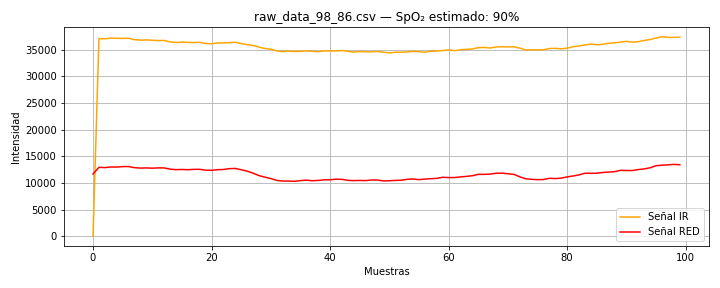 raw_data_98_86.csv — SpO₂ estimado: 90%
Intensidad
35000
30000
25000
20000
15000
10000
5000
0
0
20
40
60
80
100
Muestras
Señal IR
Señal RED